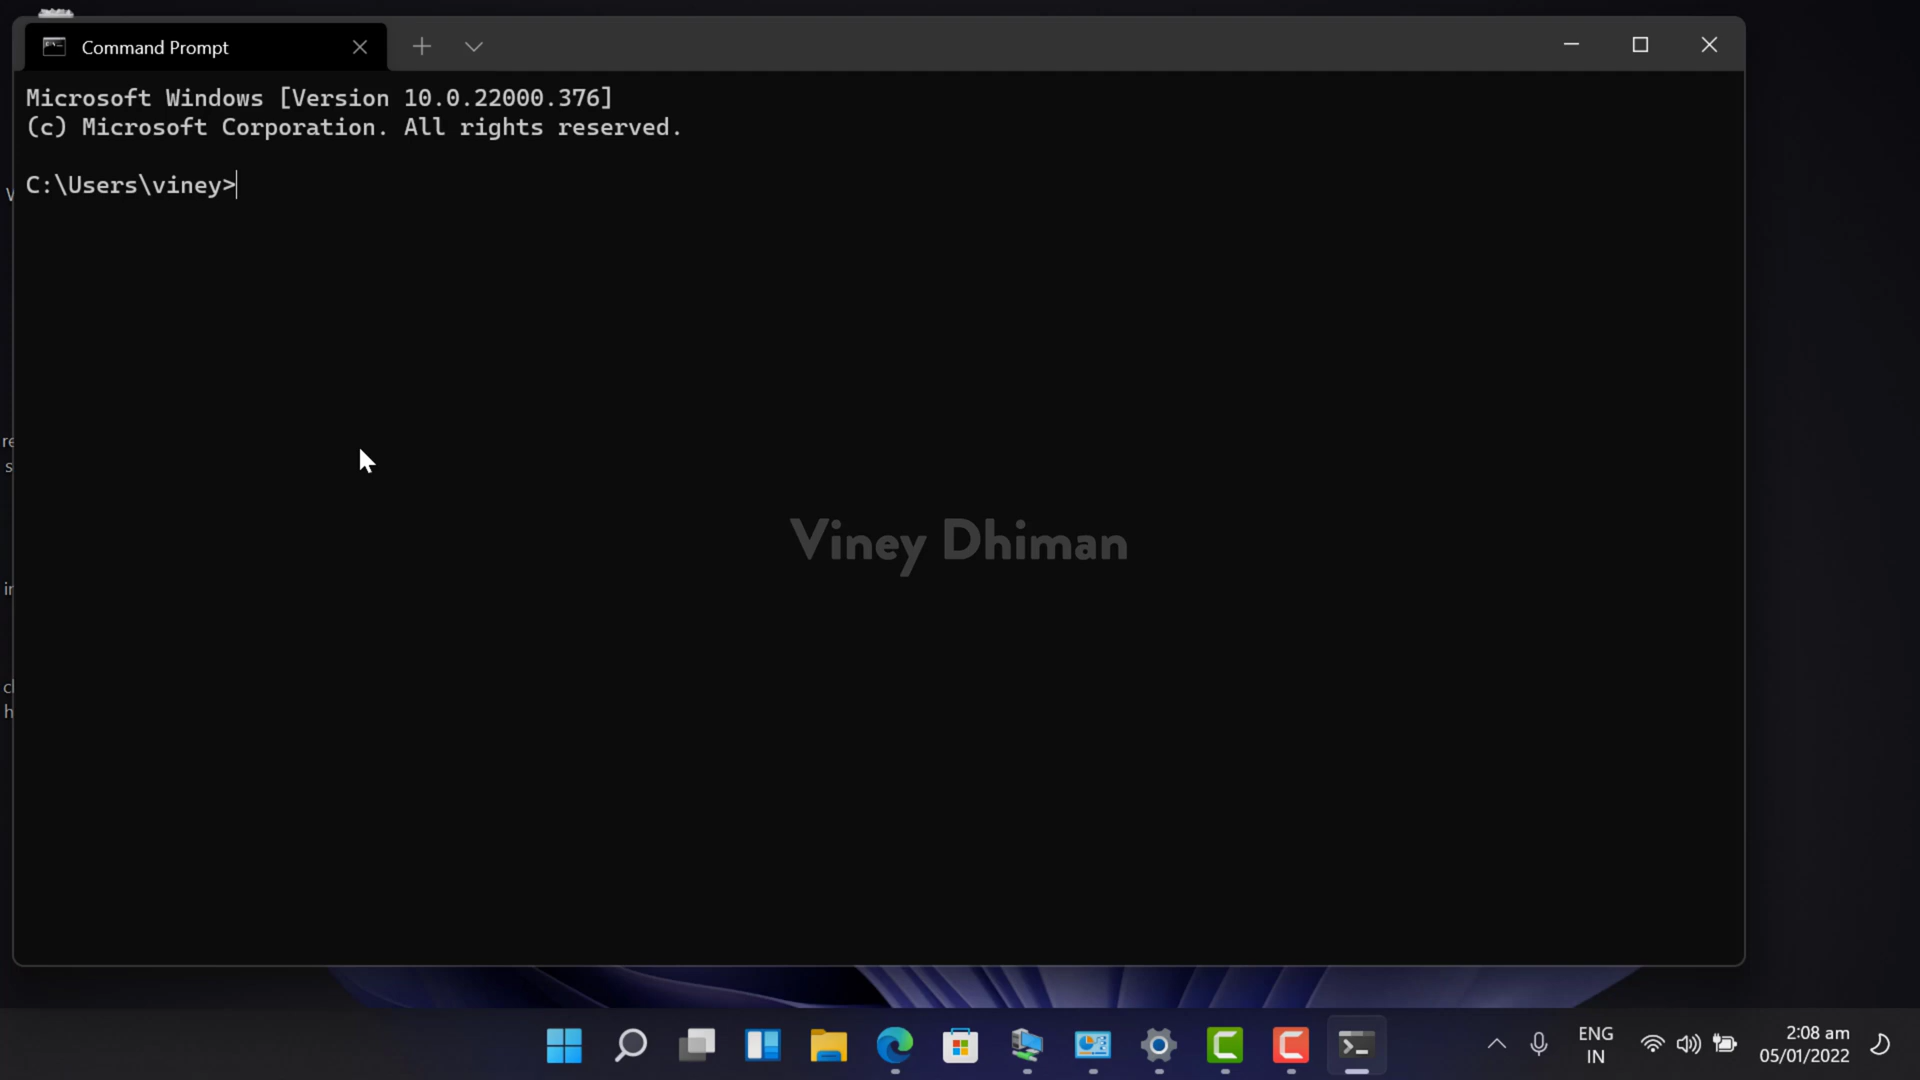 Command Prompt
Microsoft Windows [Version 10.0.22000.376]
(c) Microsoft Corporation. All rights reserved.
C:\Users\viney>
Viney Dhiman
ENG
IN
2:08 am
05/01/2022